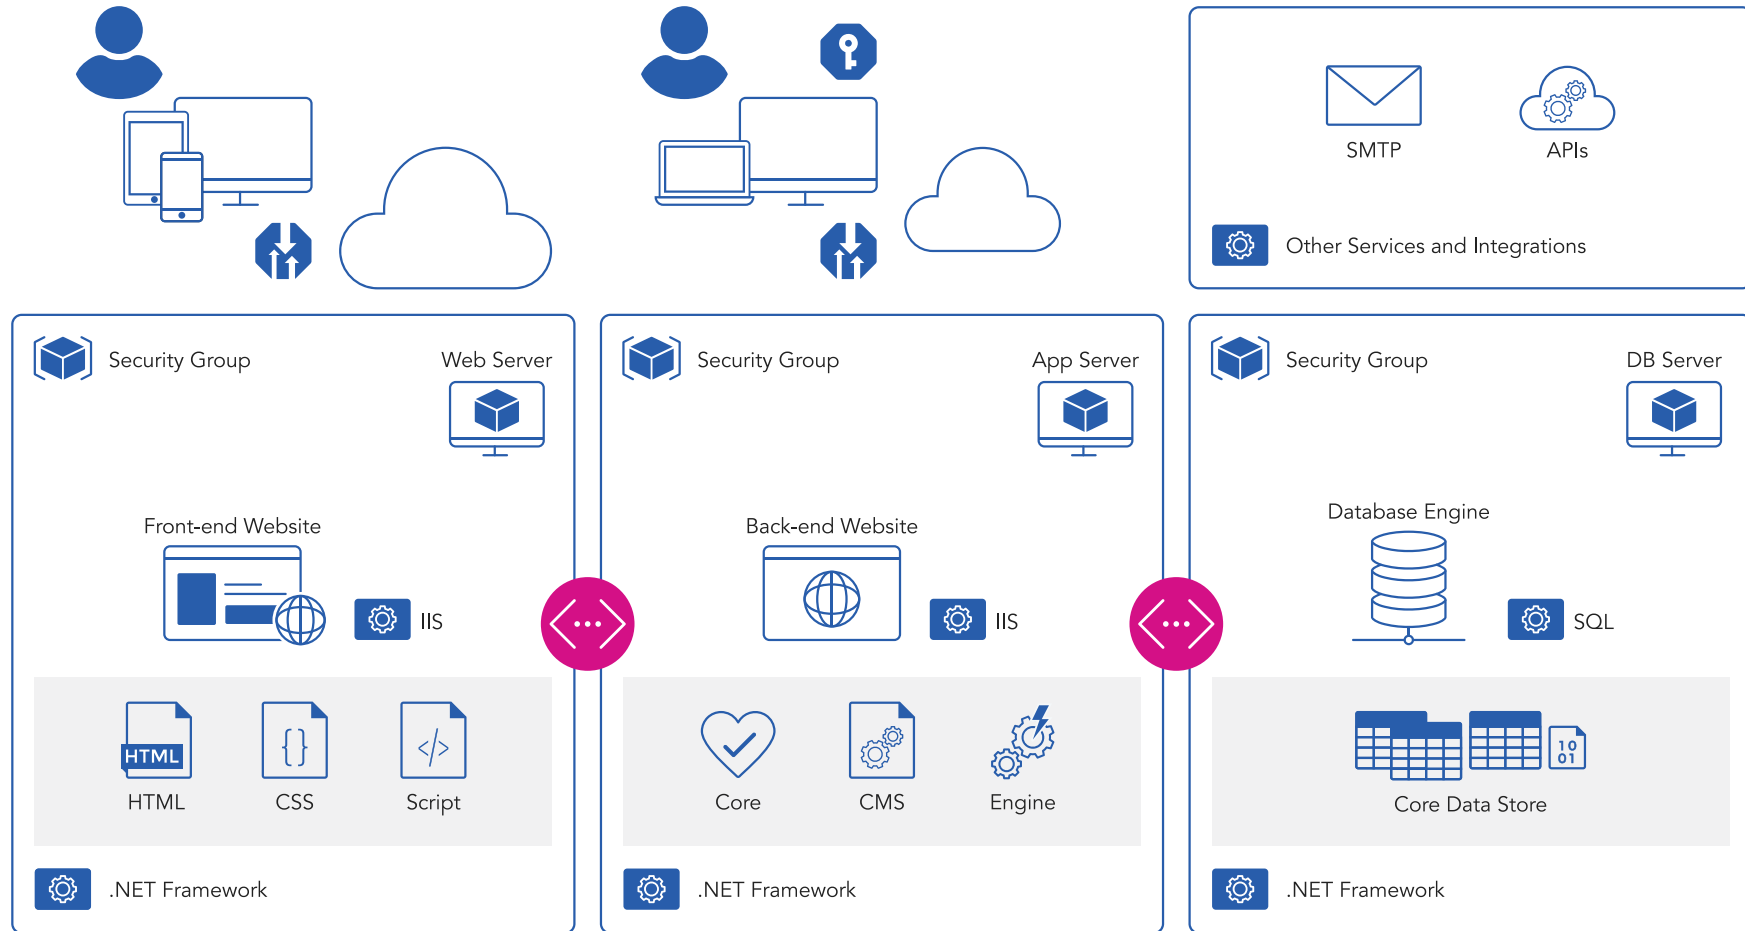 SMTP
APIs
Other Services and Integrations
Security Group
Web Server
Front-end Website
IIS
HTML
HTML
CSS
Script
.NET Framework
Security Group
App Server
Back-end Website
IIS
Core
CMS
Engine
.NET Framework
Security Group
DB Server
Database Engine
SQL
10
01
Core Data Store
.NET Framework